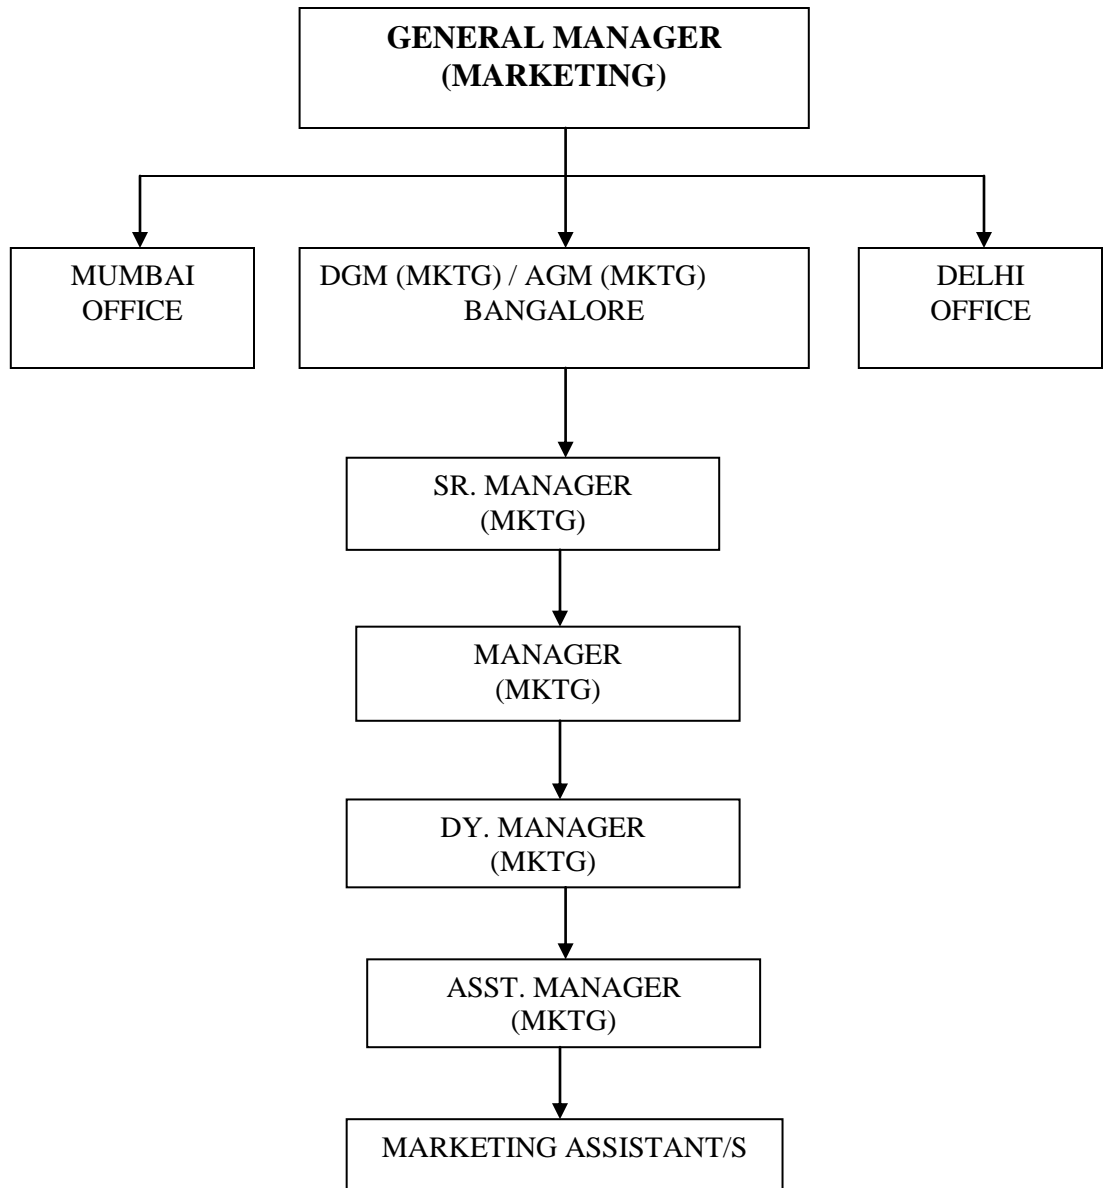 GENERAL MANAGER
(MARKETING)
MUMBAI
OFFICE
DGM (MKTG) / AGM (MKTG)
BANGALORE
DELHI
OFFICE
SR. MANAGER
(MKTG)
MANAGER
(MKTG)
DY. MANAGER
(MKTG)
ASST. MANAGER
(MKTG)
MARKETING ASSISTANT/S